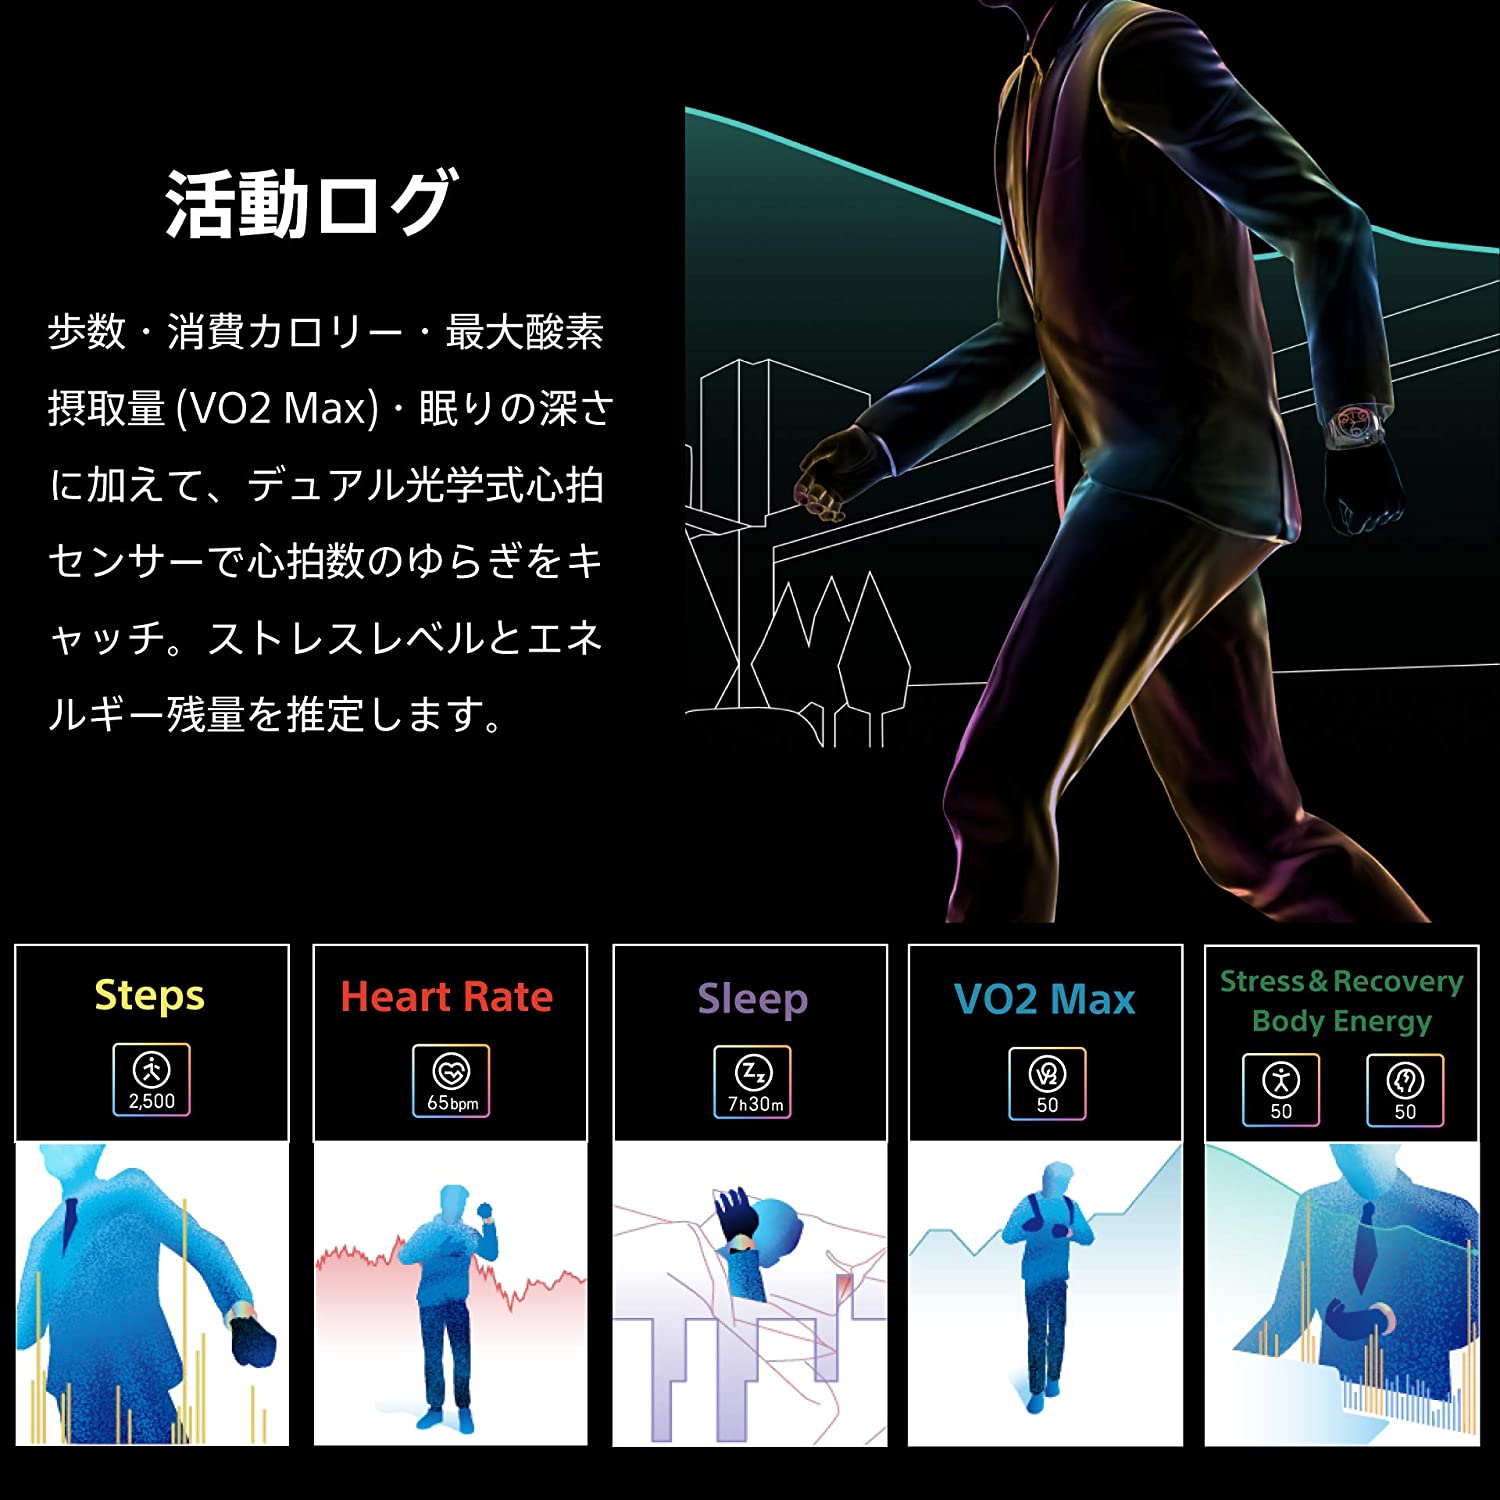 活動ログ
歩数・消費カロリー・最大酸素
摂取量 (VO2 Max)・眠りの深さ
に加えて、デュアル光学式心拍
センサーで心拍数のゆらぎをキ
ャッチ。ストレスレベルとエネ
ルギー残量を推定します。
Steps
2,500
Heart Rate
65bpm
Sleep
Zz
7h30m
VO2 Max
VO2
50
Stress&Recovery
Body Energy
50
50